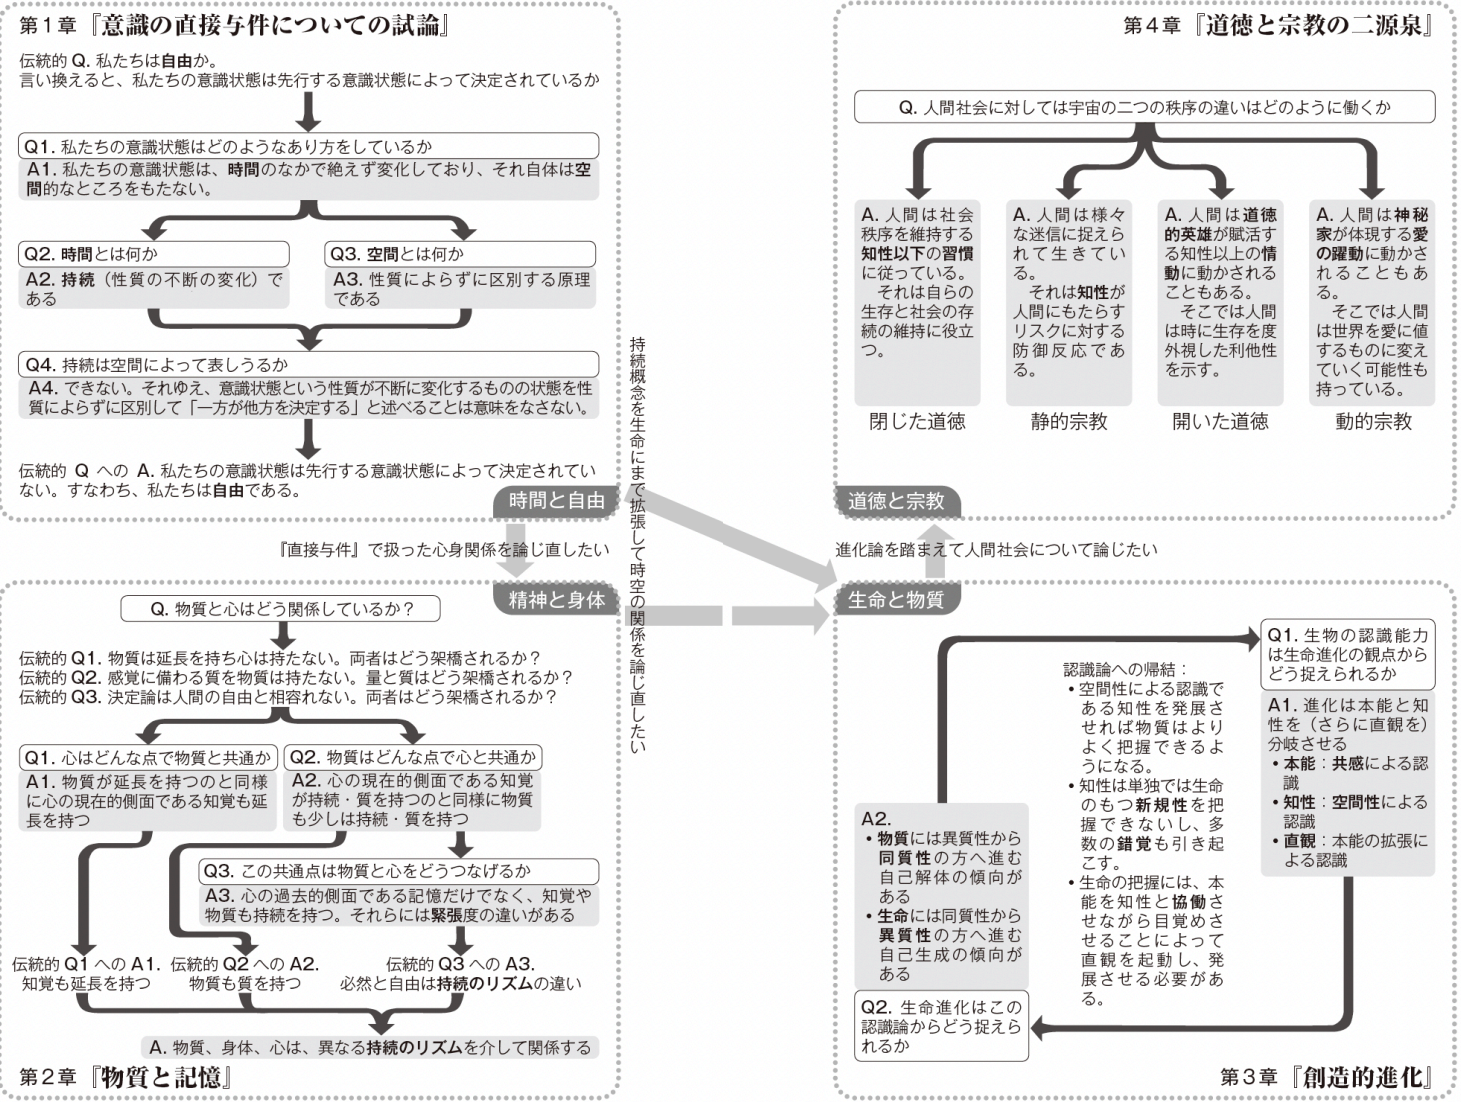 第1章『意識の直接与件についての試論』
伝統的 Q. 私たちは自由か。
言い換えると、私たちの意識状態は先行する意識状態によって決定されているか
Q1. 私たちの意識状態はどのようなあり方をしているか
A1. 私たちの意識状態は、時間のなかで絶えず変化しており、それ自体は空
間的なところをもたない。
Q2. 時間とは何か
A2. 持続（性質の不断の変化）で
ある
Q3. 空間とは何か
A3. 性質によらずに区別する原理
である
Q4. 持続は空間によって表しうるか
A4. できない。それゆえ、意識状態という性質が不断に変化するものの状態を性
質によらずに区別して「一方が他方を決定する」と述べることは意味をなさない。
伝統的 Q への A. 私たちの意識状態は先行する意識状態によって決定されてい
ない。すなわち、私たちは自由である。
時間と自由
『直接与件』で扱った心身関係を論じ直したい
持続概念を生命にまで拡張して時空の関係を論じ直したい
精神と身体
Q. 物質と心はどう関係しているか？
伝統的 Q1. 物質は延長を持ち心は持たない。両者はどう架橋されるか？
伝統的 Q2. 感覚に備わる質を物質は持たない。量と質はどう架橋されるか？
伝統的 Q3. 決定論は人間の自由と相容れない。両者はどう架橋されるか？
Q1. 心はどんな点で物質と共通か
A1. 物質が延長を持つのと同様
に心の現在的側面である知覚も延
長を持つ
Q2. 物質はどんな点で心と共通か
A2. 心の現在的側面である知覚
が持続・質を持つのと同様に物質
も少しは持続・質を持つ
Q3. この共通点は物質と心をどうつなげるか
A3. 心の過去的側面である記憶だけでなく、知覚や
物質も持続を持つ。それらには緊張度の違いがある
伝統的 Q1 への A1.
知覚も延長を持つ
伝統的 Q2 への A2.
物質も質を持つ
伝統的 Q3 への A3.
必然と自由は持続のリズムの違い
A. 物質、身体、心は、異なる持続のリズムを介して関係する
第2章『物質と記憶』
第4章『道徳と宗教の二源泉』
Q. 人間社会に対しては宇宙の二つの秩序の違いはどのように働くか
A. 人間は社会
秩序を維持する
知性以下の習慣
に従っている。
それは自らの
生存と社会の存
続の維持に役立
つ。
閉じた道徳
A. 人間は様々
な迷信に捉えら
れて生きてい
る。
それは知性が
人間にもたらす
リスクに対する
防御反応であ
る。
静的宗教
A. 人間は道徳
的英雄が賦活す
る知性以上の情
動に動かされる
こともある。
そこでは人間
は時に生存を度
外視した利他性
を示す。
開いた道徳
A. 人間は神秘
家が体現する愛
の躍動に動かさ
れることもあ
る。
そこでは人間
は世界を愛に値
するものに変え
ていく可能性も
持っている。
動的宗教
道徳と宗教
進化論を踏まえて人間社会について論じたい
生命と物質
Q1. 生物の認識能力
は生命進化の観点から
どう捉えられるか
A1. 進化は本能と知
性を（さらに直観を）
分岐させる
・本能：共感による認
識
・知性：空間性による
認識
・直観：本能の拡張に
よる認識
認識論への帰結：
・空間性による認識で
ある知性を発展さ
せれば物質はより
よく把握できるよ
うになる。
・知性は単独では生命
のもつ新規性を把
握できないし、多
数の錯覚も引き起
こす。
・生命の把握には、本
能を知性と協働さ
せながら目覚めさ
せることによって
直観を起動し、発
展させる必要があ
る。
A2.
・物質には異質性から
同質性の方へ進む
自己解体の傾向が
ある
・生命には同質性から
異質性の方へ進む
自己生成の傾向が
ある
Q2. 生命進化はこの
認識論からどう捉えら
れるか
第3章『創造的進化』